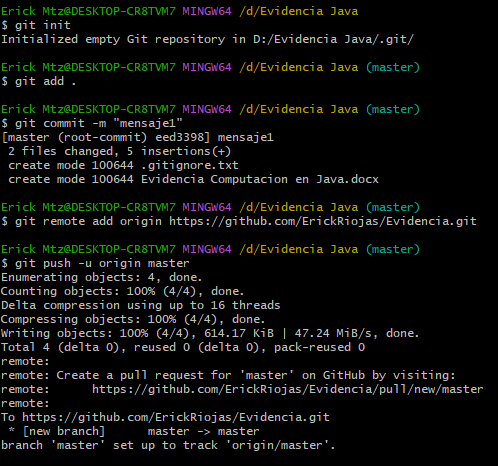 Erick Mtz@DESKTOP-CR8TVM7 MINGW64 /d/Evidencia Java
$ git init
Initialized empty Git repository in D:/Evidencia Java/.git/
Erick Mtz@DESKTOP-CR8TVM7 MINGW64 /d/Evidencia Java (master)
$ git add .
Erick Mtz@DESKTOP-CR8TVM7 MINGW64 /d/Evidencia Java (master)
$ git commit -m "mensaje1"
[master (root-commit) eed3398] mensaje1
 2 files changed, 5 insertions(+)
 create mode 100644 .gitignore.txt
 create mode 100644 Evidencia Computacion en Java.docx
Erick Mtz@DESKTOP-CR8TVM7 MINGW64 /d/Evidencia Java (master)
$ git remote add origin https://github.com/ErickRiojas/Evidencia.git
Erick Mtz@DESKTOP-CR8TVM7 MINGW64 /d/Evidencia Java (master)
$ git push -u origin master
Enumerating objects: 4, done.
Counting objects: 100% (4/4), done.
Delta compression using up to 16 threads
Compressing objects: 100% (4/4), done.
Writing objects: 100% (4/4), 614.17 KiB | 47.24 MiB/s, done.
Total 4 (delta 0), reused 0 (delta 0), pack-reused 0
remote:
remote: Create a pull request for 'master' on GitHub by visiting:
remote:      https://github.com/ErickRiojas/Evidencia/pull/new/master
remote:
To https://github.com/ErickRiojas/Evidencia.git
 * [new branch]      master -> master
branch 'master' set up to track 'origin/master'.